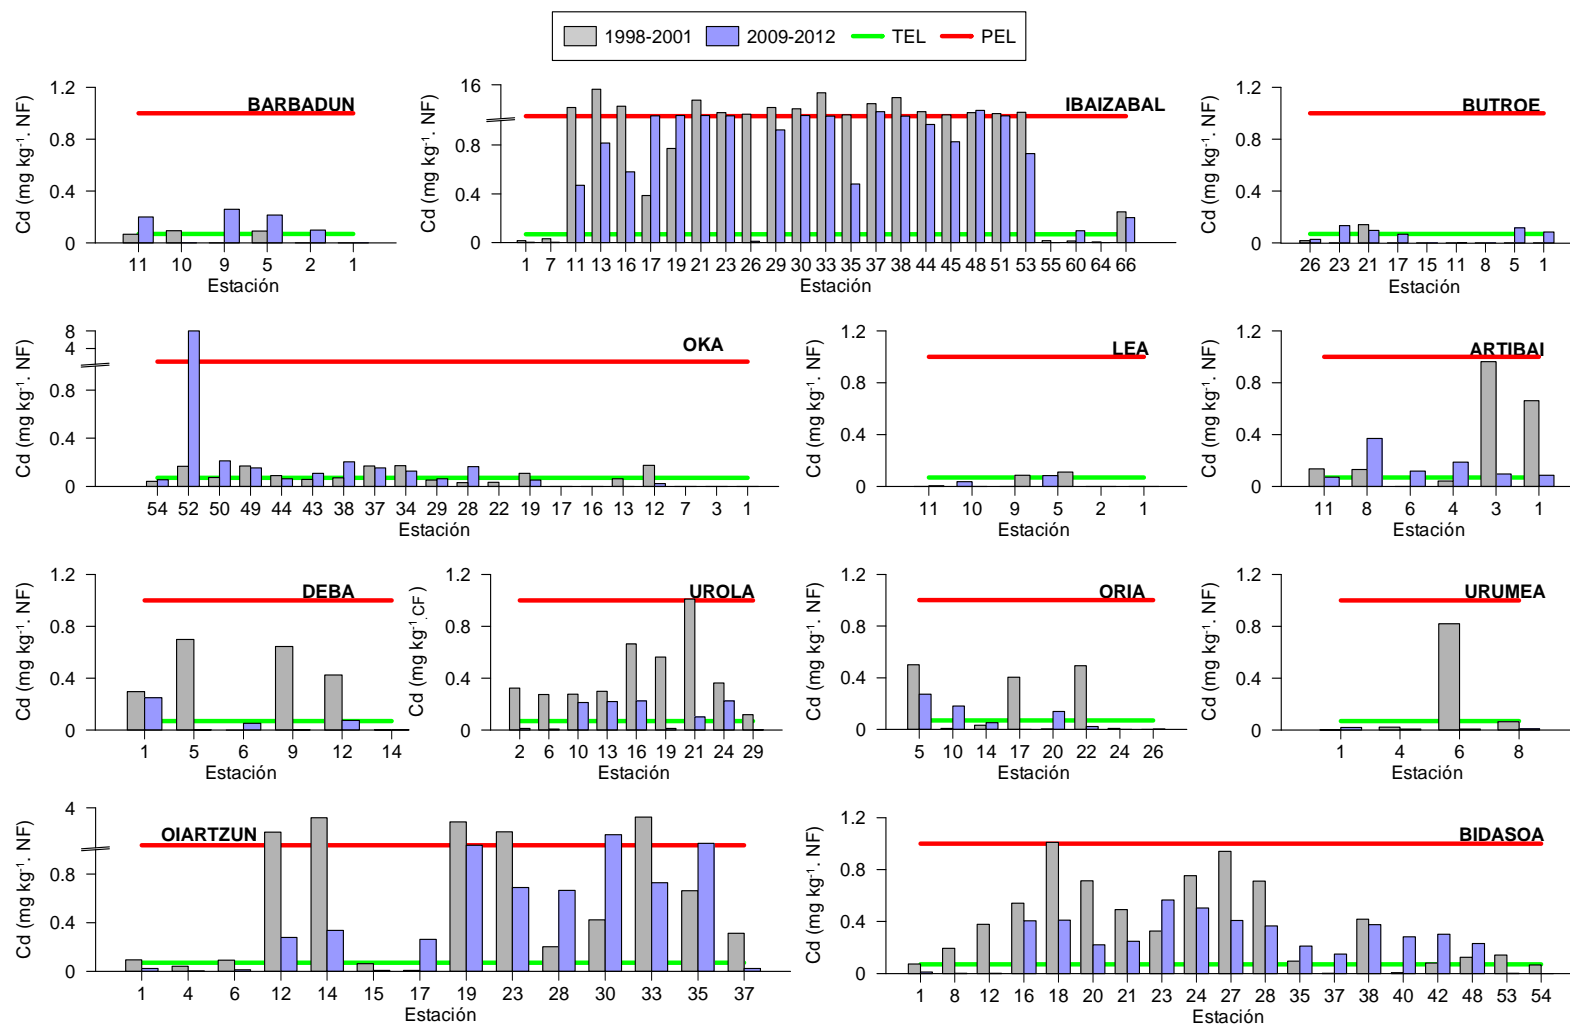 1998-2001 2009-2012 TEL PEL
BARBADUN
Cd (mg kg⁻¹. NF)
1.2
0.8
0.4
0
11 10 9 5 2 1
Estación
IBAIZABAL
Cd (mg kg⁻¹. NF)
16
0.8
0.4
0
1 7 11 13 16 17 19 21 23 26 29 30 33 35 37 38 44 45 48 51 53 55 60 64 66
Estación
BUTROE
Cd (mg kg⁻¹. NF)
1.2
0.8
0.4
0
26 23 21 17 15 11 8 5 1
Estación
OKA
Cd (mg kg⁻¹. NF)
8
4
0.8
0.4
0
54 52 50 49 44 43 38 37 34 29 28 22 19 17 16 13 12 7 3 1
Estación
LEA
Cd (mg kg⁻¹. NF)
1.2
0.8
0.4
0
11 10 9 5 2 1
Estación
ARTIBAI
Cd (mg kg⁻¹. NF)
1.2
0.8
0.4
0
11 8 6 4 3 1
Estación
DEBA
Cd (mg kg⁻¹. NF)
1.2
0.8
0.4
0
1 5 6 9 12 14
Estación
UROLA
Cd (mg kg⁻¹.CF)
1.2
0.8
0.4
0
2 6 10 13 16 19 21 24 29
Estación
ORIA
Cd (mg kg⁻¹. NF)
1.2
0.8
0.4
0
5 10 14 17 20 22 24 26
Estación
URUMEA
Cd (mg kg⁻¹. NF)
1.2
0.8
0.4
0
1 4 6 8
Estación
OIARTZUN
Cd (mg kg⁻¹. NF)
4
0.8
0.4
0
1 4 6 12 14 15 17 19 23 28 30 33 35 37
Estación
BIDASOA
Cd (mg kg⁻¹. NF)
1.2
0.8
0.4
0
1 8 12 16 18 20 21 23 24 27 28 35 37 38 40 42 48 53 54
Estación